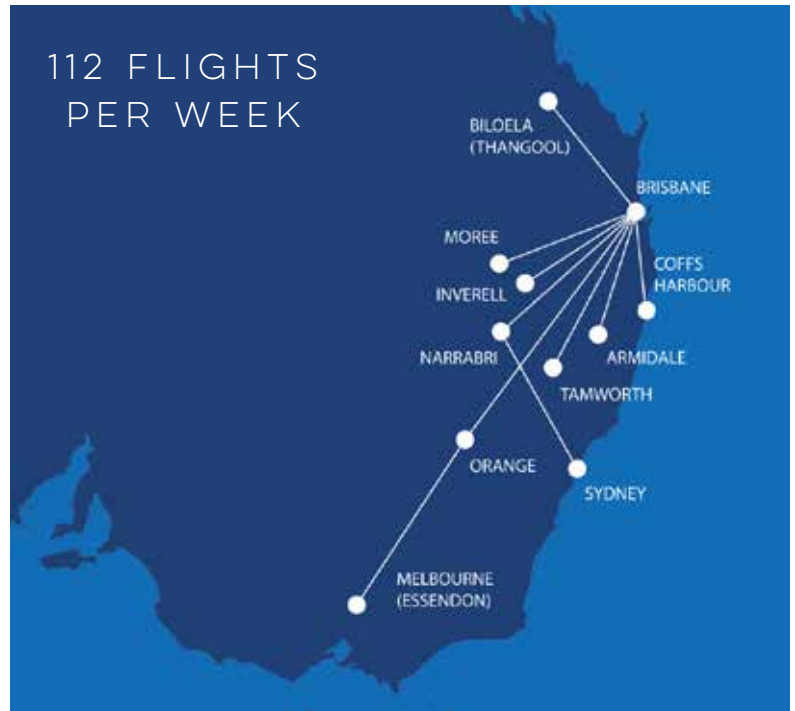 112 FLIGHTS
PER WEEK
BILOELA
(THANGOOL)
BRISBANE
MOREE
COFFS
HARBOUR
INVERELL
NARRABRI
ARMIDALE
TAMWORTH
ORANGE
SYDNEY
MELBOURNE
(ESSENDON)